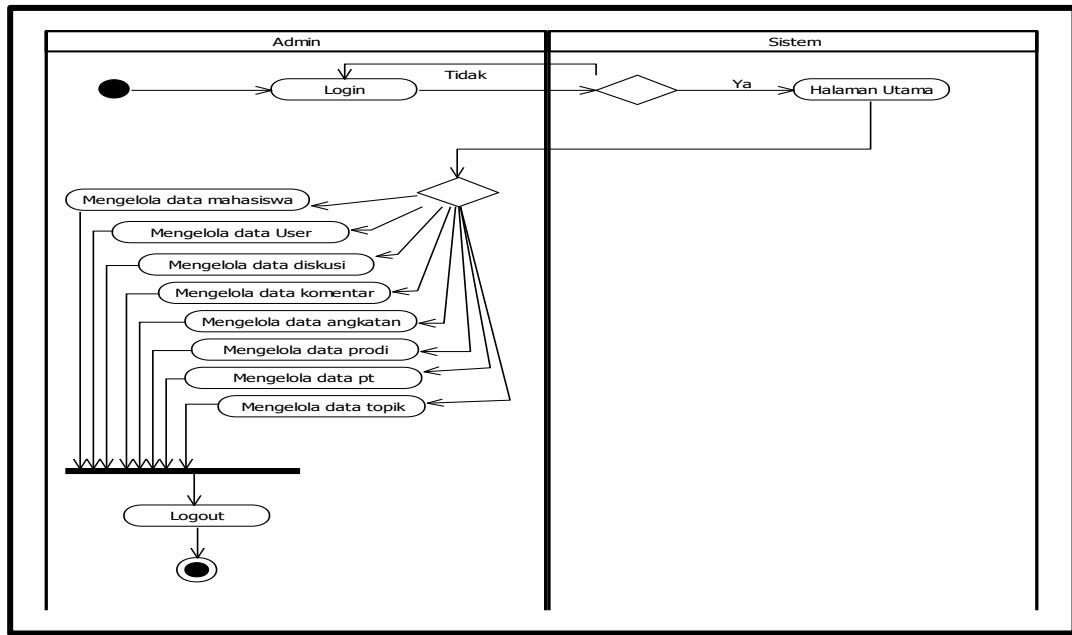 Admin
Sistem
Tidak
Login
Ya
Halaman Utama
Mengelola data mahasiswa
Mengelola data User
Mengelola data diskusi
Mengelola data komentar
Mengelola data angkatan
Mengelola data prodi
Mengelola data pt
Mengelola data topik
Logout